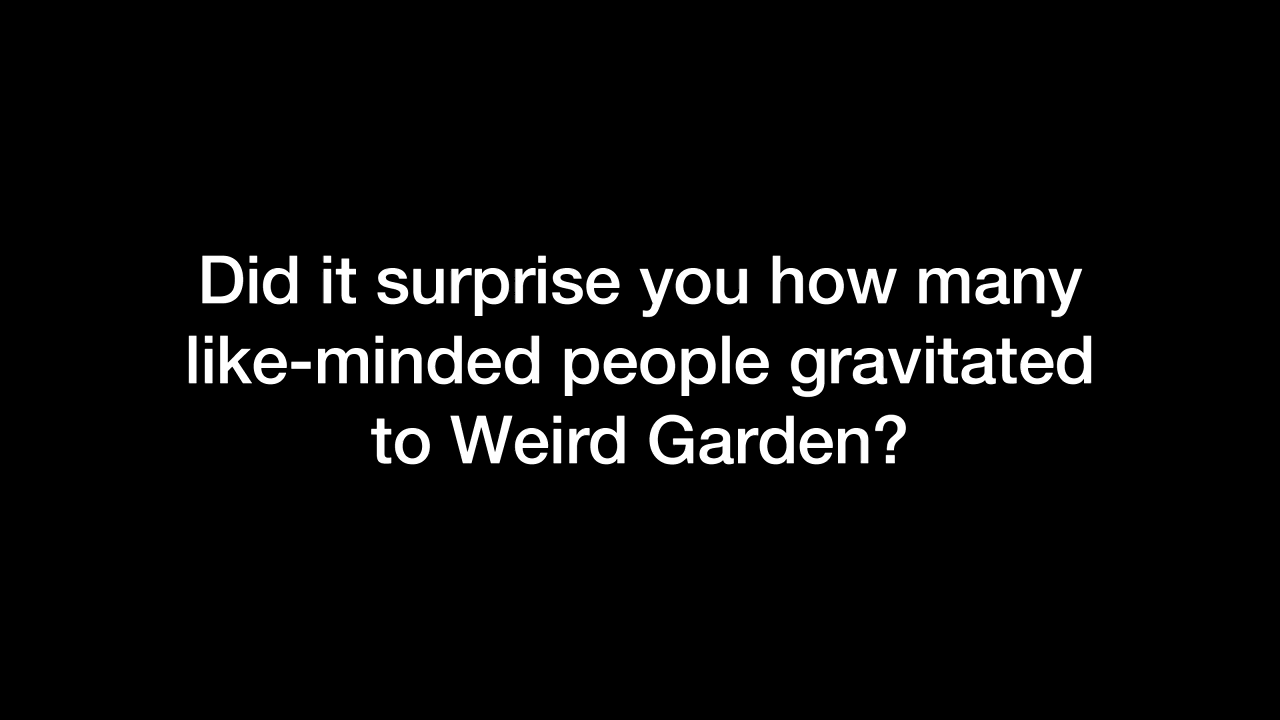 Did it surprise you how many
like-minded people gravitated
to Weird Garden?